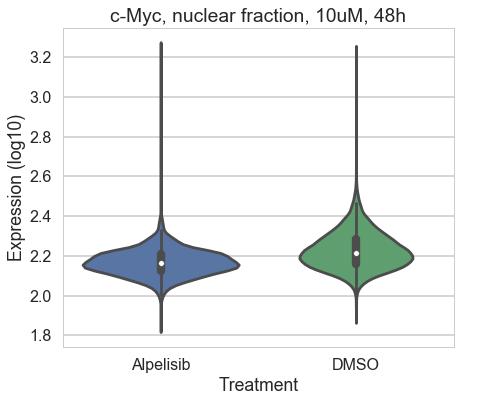 c-Myc, nuclear fraction, 10uM, 48h
3.2
3.0
2.8
2.6
2.4
2.2
2.0
1.8
Expression (log10)
Alpelisib DMSO
Treatment